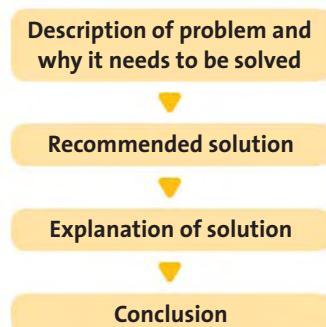 Description of problem and
why it needs to be solved
Recommended solution
Explanation of solution
Conclusion